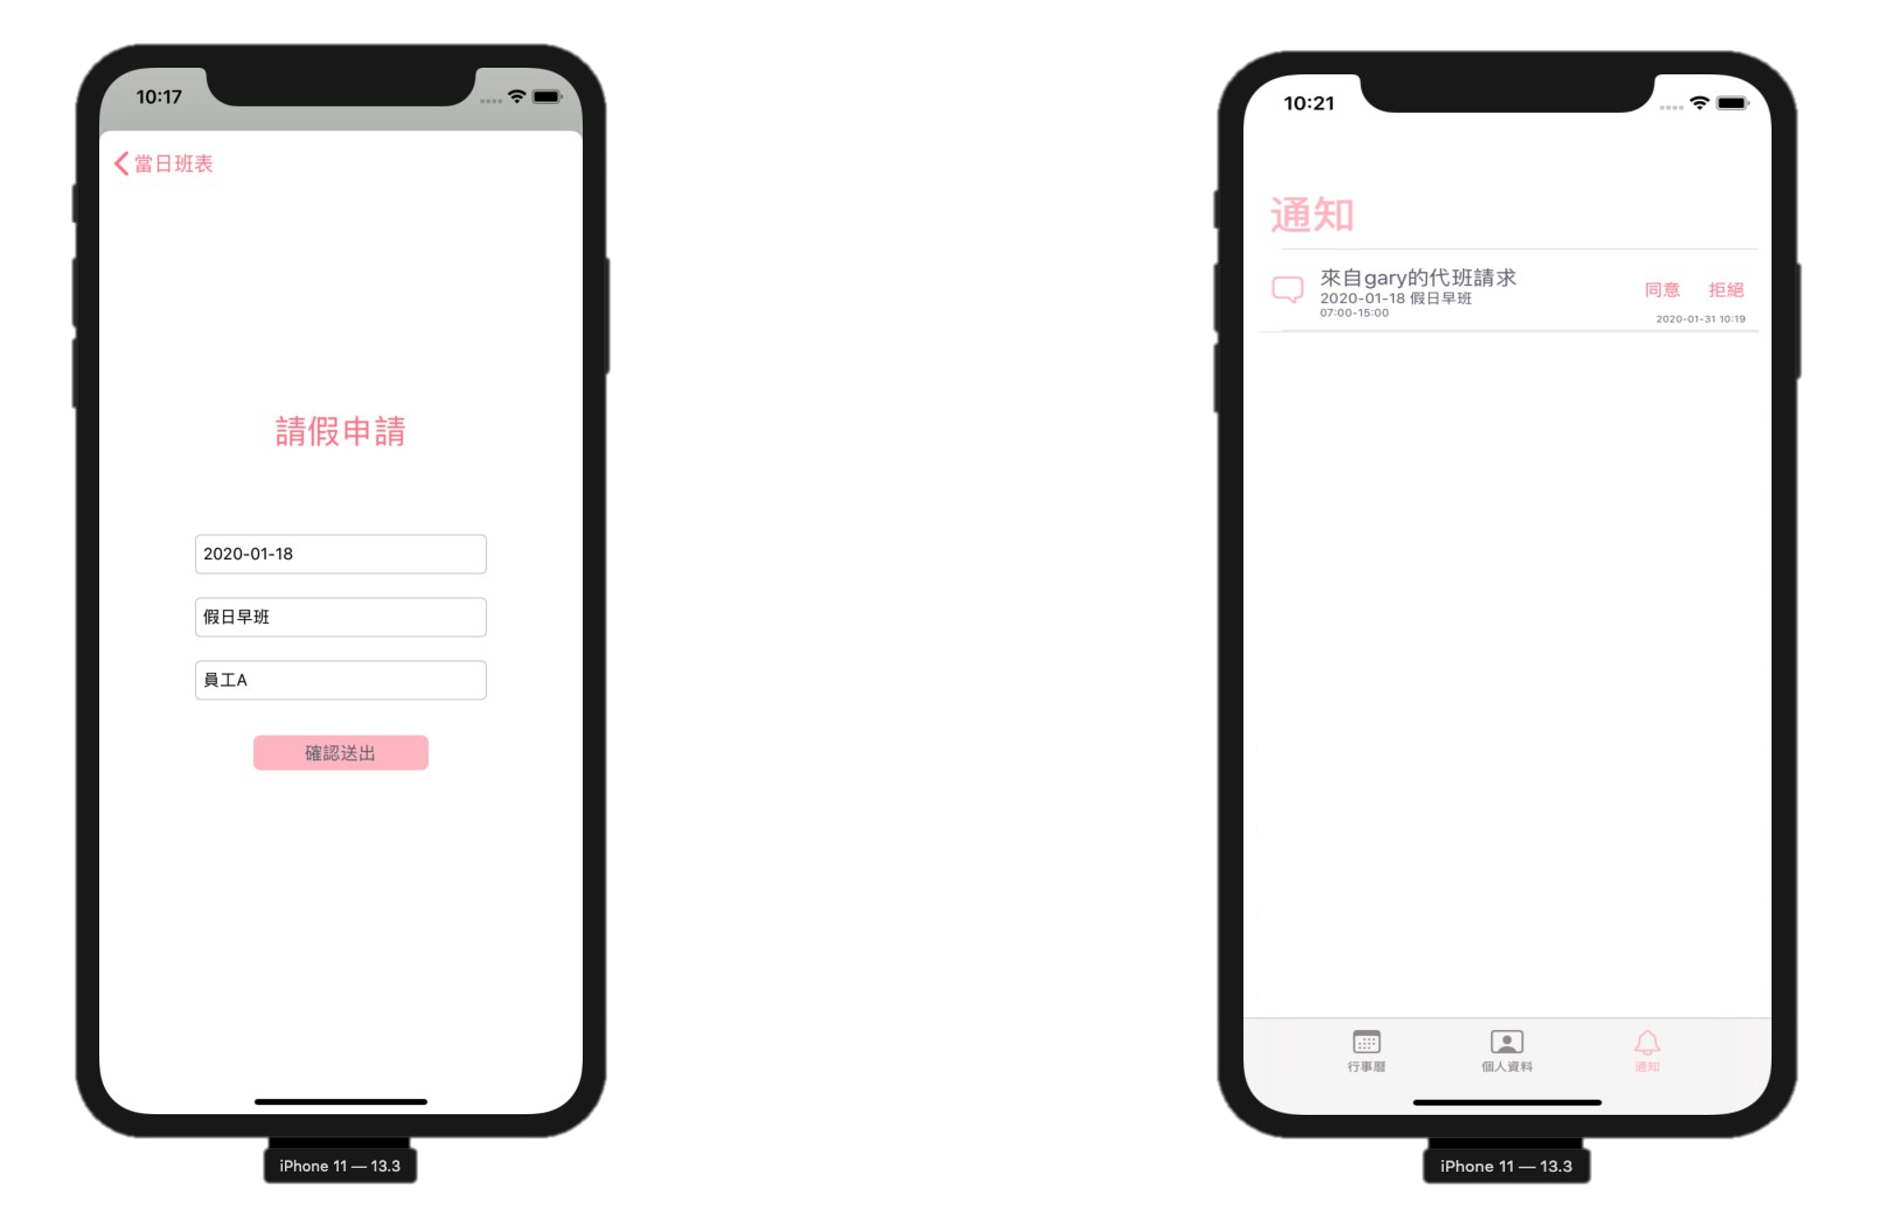 10:17
當日班表
請假申請
2020-01-18
假日早班
員工A
確認送出
iPhone 11 — 13.3
10:21
通知
來自gary的代班請求
2020-01-18 假日早班
07:00-15:00
同意 拒絕
2020-01-31 10:19
行事曆 個人資料 通知
iPhone 11 — 13.3